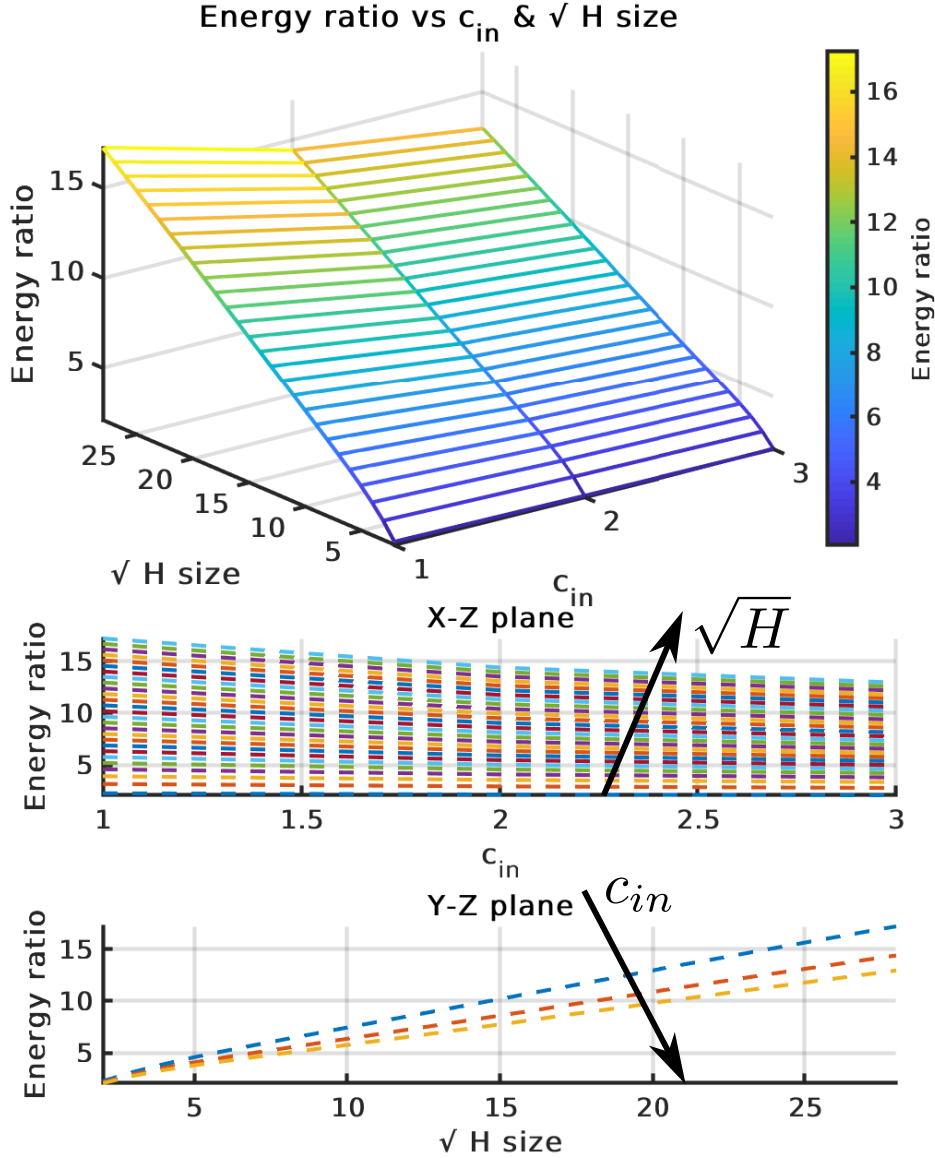 Energy ratio vs c_in & √ H size
Energy ratio
15
10
5
25
20
15
10
5
1
2
3
√ H size
c_in
16
14
12
10
8
6
4
Energy ratio
X-Z plane
√H
Energy ratio
15
10
5
1
1.5
2
2.5
3
c_in
Y-Z plane
c_in
Energy ratio
15
10
5
5
10
15
20
25
√ H size